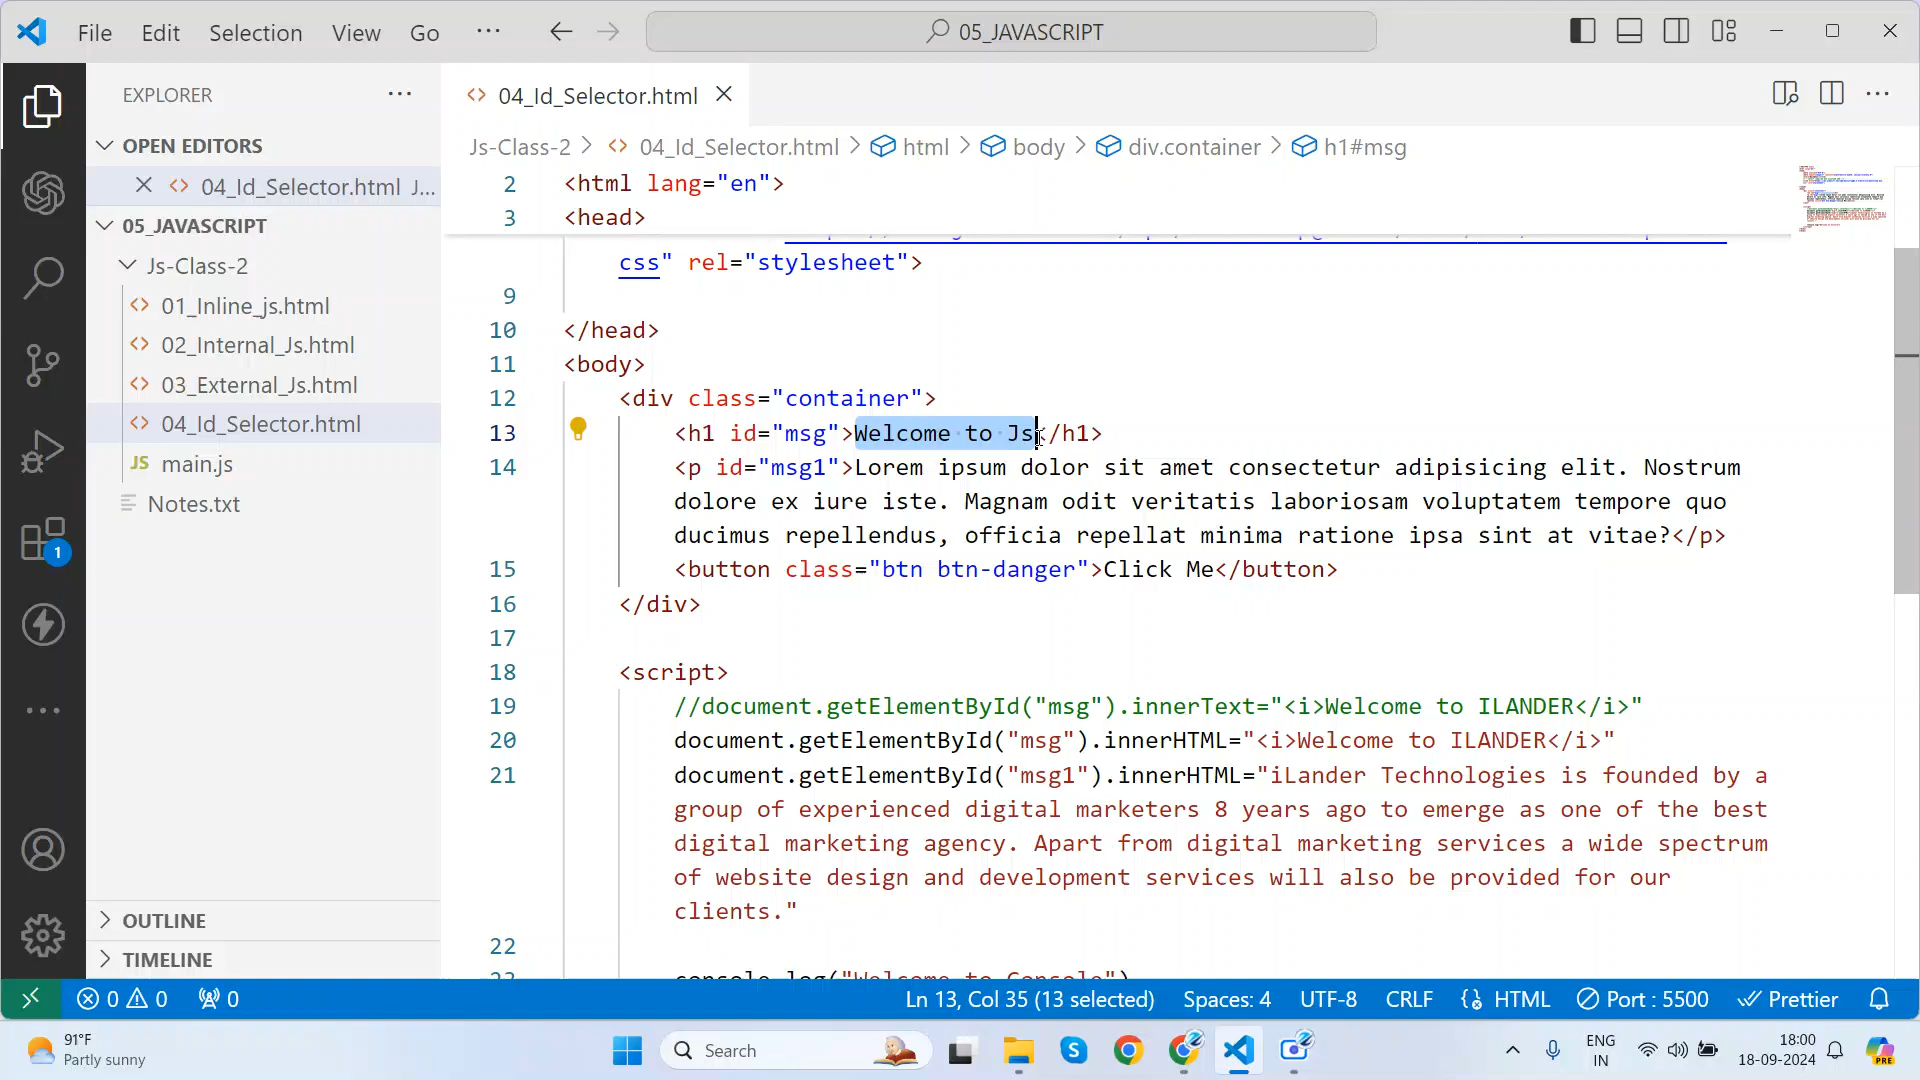 File Edit Selection View Go ··· 05_JAVASCRIPT
EXPLORER ···
04_Id_Selector.html
OPEN EDITORS
04_Id_Selector.html J...
05_JAVASCRIPT
Js-Class-2
01_Inline_js.html
02_Internal_Js.html
03_External_Js.html
04_Id_Selector.html
JS main.js
Notes.txt
OUTLINE
TIMELINE
1
Js-Class-2 > 04_Id_Selector.html > html > body > div.container > h1#msg
2 <html lang="en">
3 <head>
css" rel="stylesheet">
9
10 </head>
11 <body>
12 <div class="container">
13 <h1 id="msg">Welcome to Js</h1>
14 <p id="msg1">Lorem ipsum dolor sit amet consectetur adipisicing elit. Nostrum
dolore ex iure iste. Magnam odit veritatis laboriosam voluptatem tempore quo
ducimus repellendus, officia repellat minima ratione ipsa sint at vitae?</p>
15 <button class="btn btn-danger">Click Me</button>
16 </div>
17
18 <script>
19 //document.getElementById("msg").innerText="<i>Welcome to ILANDER</i>"
20 document.getElementById("msg").innerHTML="<i>Welcome to ILANDER</i>"
21 document.getElementById("msg1").innerHTML="iLander Technologies is founded by a
group of experienced digital marketers 8 years ago to emerge as one of the best
digital marketing agency. Apart from digital marketing services a wide spectrum
of website design and development services will also be provided for our
clients."
22
23 console.log("Welcome to Console")
0 0 0 Ln 13, Col 35 (13 selected) Spaces: 4 UTF-8 CRLF HTML Port : 5500 Prettier
91°F
Partly sunny
Search
ENG
IN
18:00
18-09-2024
PRE